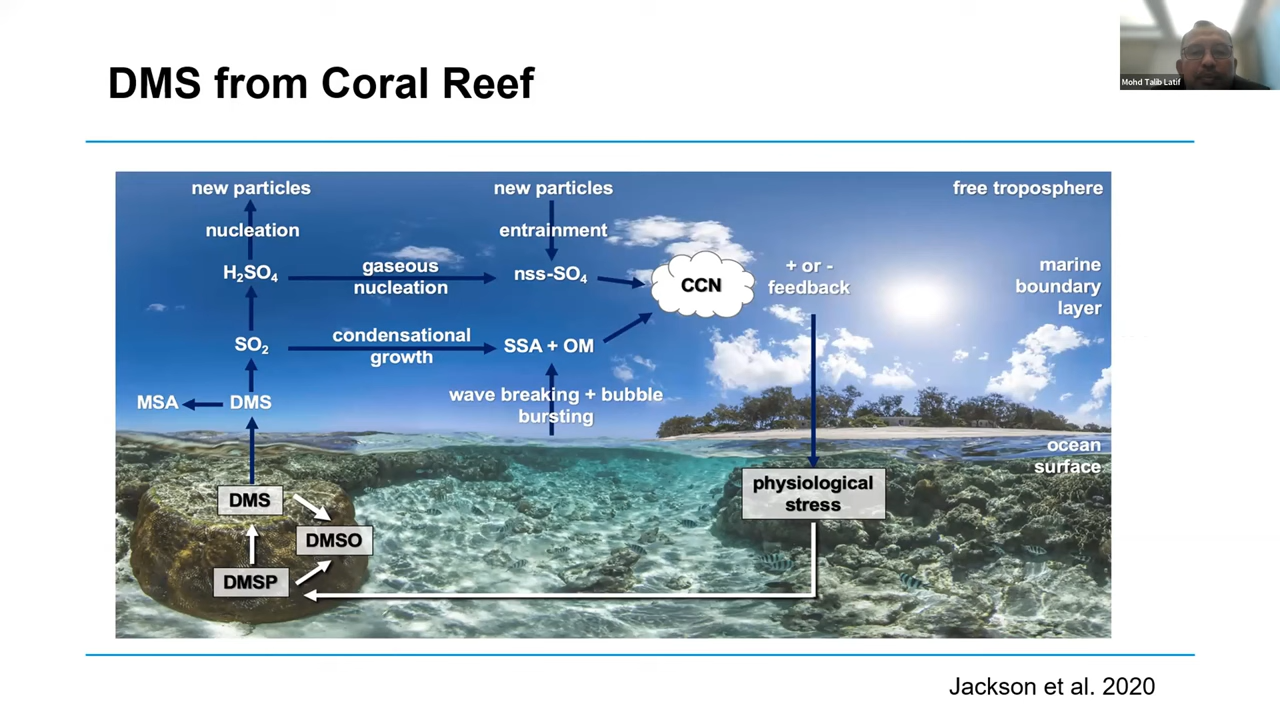 DMS from Coral Reef
Mohd Talib Latif
new particles
new particles
free troposphere
nucleation
entrainment
H₂SO₄
gaseous
nucleation
nss-SO₄
CCN
+ or -
feedback
marine
boundary
layer
SO₂
condensational
growth
SSA + OM
MSA
DMS
wave breaking + bubble
bursting
ocean
surface
DMS
physiological
stress
DMSO
DMSP
Jackson et al. 2020